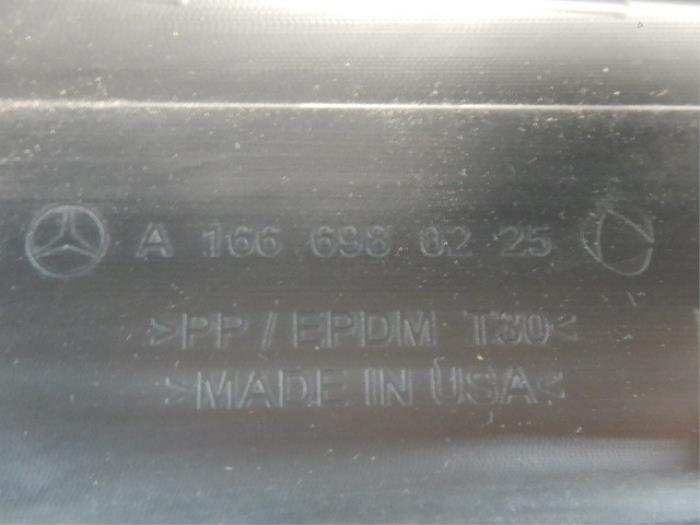 A 166 698 02 25
>PP / EPDM T30<
>MADE IN USA<